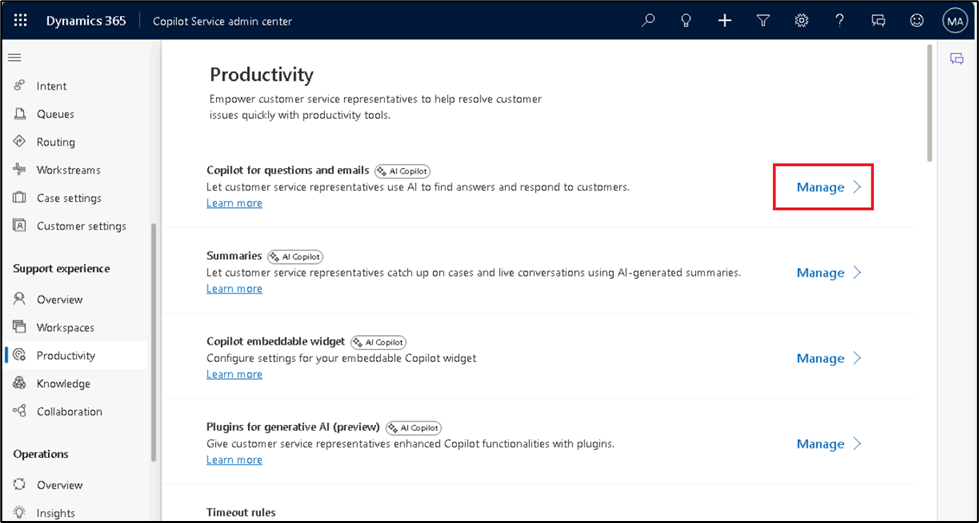 Dynamics 365 Copilot Service admin center
MA
Intent
Queues
Routing
Workstreams
Case settings
Customer settings
Support experience
Overview
Workspaces
Productivity
Knowledge
Collaboration
Operations
Overview
Insights
Productivity
Empower customer service representatives to help resolve customer
issues quickly with productivity tools.
Copilot for questions and emails AI Copilot
Let customer service representatives use AI to find answers and respond to customers.
Learn more
Manage
Summaries AI Copilot
Let customer service representatives catch up on cases and live conversations using AI-generated summaries.
Learn more
Manage
Copilot embeddable widget AI Copilot
Configure settings for your embeddable Copilot widget
Learn more
Manage
Plugins for generative AI (preview) AI Copilot
Give customer service representatives enhanced Copilot functionalities with plugins.
Learn more
Manage
Timeout rules